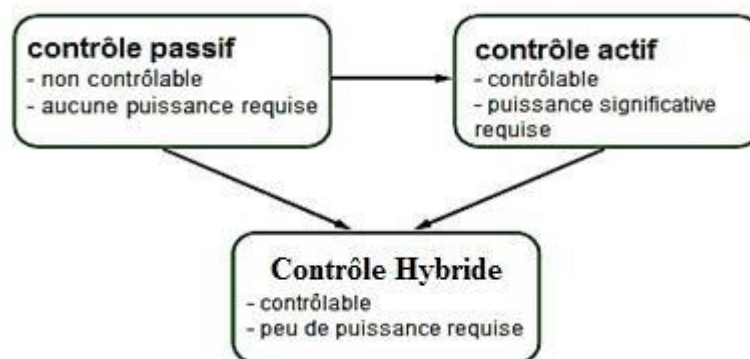 contrôle passif
- non contrôlable
- aucune puissance requise
contrôle actif
- contrôlable
- puissance significative
requise
Contrôle Hybride
- contrôlable
- peu de puissance requise